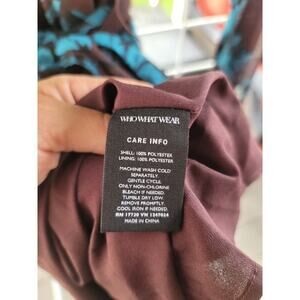 WHO WHAT WEAR
CARE INFO
SHELL: 100% POLYESTER
LINING: 100% POLYESTER
MACHINE WASH COLD
SEPARATELY.
GENTLE CYCLE.
ONLY NON-CHLORINE
BLEACH IF NEEDED.
TUMBLE DRY LOW.
REMOVE PROMPTLY.
COOL IRON IF NEEDED.
RN 17730 VN 1269024
MADE IN CHINA